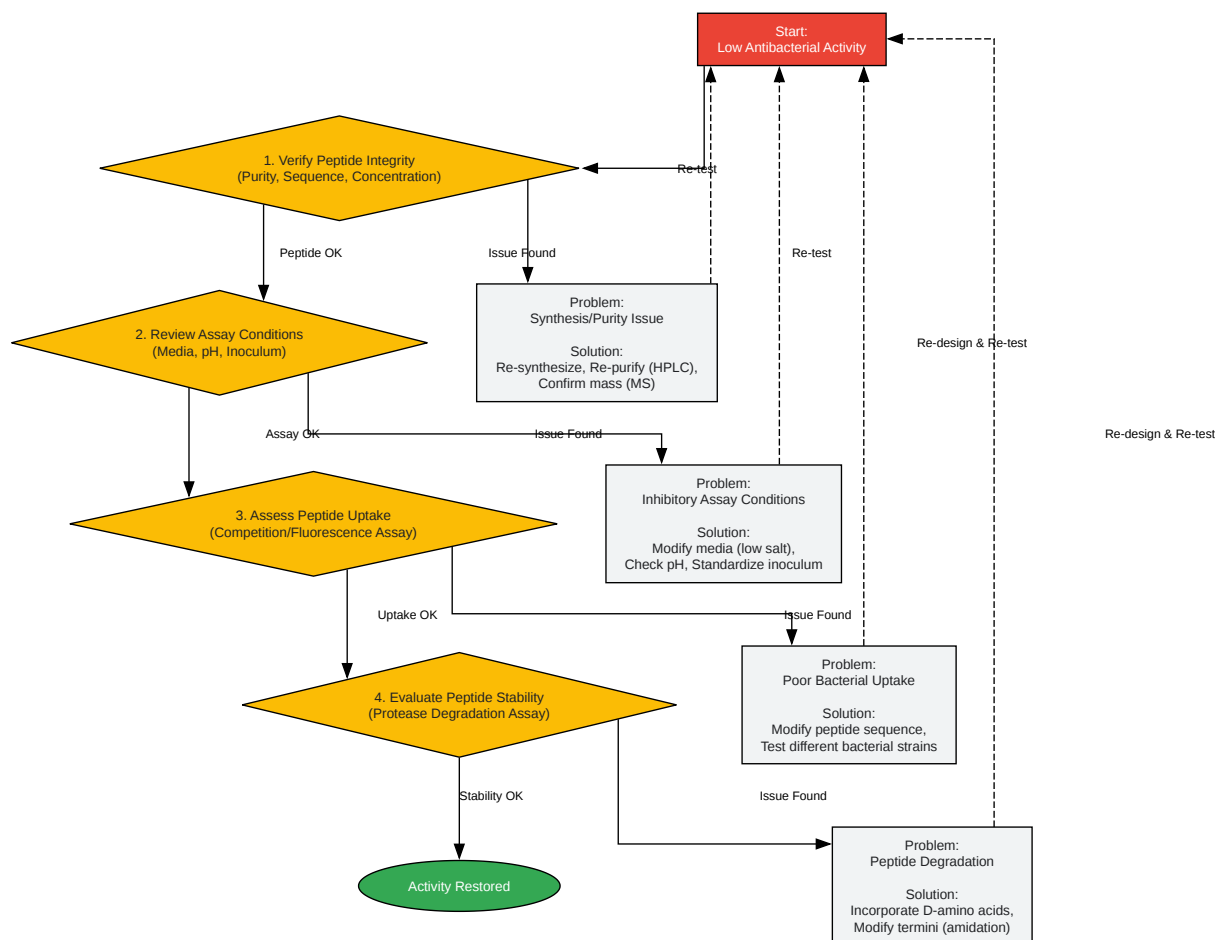 Start:
Low Antibacterial Activity
1. Verify Peptide Integrity
(Purity, Sequence, Concentration)
Re-test
Peptide OK
Issue Found
Re-test
Problem:
Synthesis/Purity Issue
Solution:
Re-synthesize, Re-purify (HPLC),
Confirm mass (MS)
2. Review Assay Conditions
(Media, pH, Inoculum)
Re-design & Re-test
Assay OK
Issue Found
Re-design & Re-test
Problem:
Inhibitory Assay Conditions
Solution:
Modify media (low salt),
Check pH, Standardize inoculum
3. Assess Peptide Uptake
(Competition/Fluorescence Assay)
Uptake OK
Issue Found
Problem:
Poor Bacterial Uptake
Solution:
Modify peptide sequence,
Test different bacterial strains
4. Evaluate Peptide Stability
(Protease Degradation Assay)
Stability OK
Issue Found
Problem:
Peptide Degradation
Solution:
Incorporate D-amino acids,
Modify termini (amidation)
Activity Restored